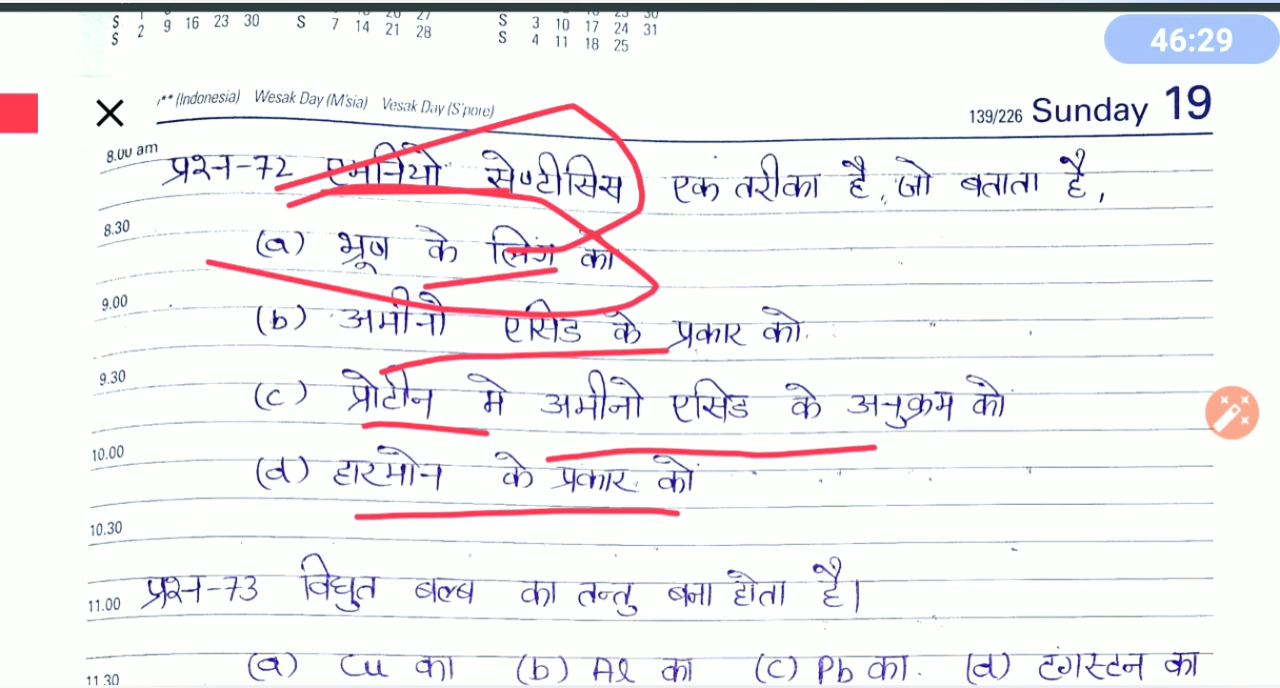 S 9 16 23 30 S 7 14 21 28 S 3 10 17 24 31
S 2 S 4 11 18 25
46:29
(Indonesia) Wesak Day (M'sia) Vesak Day (S'pore) 139/226 Sunday 19
8.00 am प्रश्न-72 एमनियो सेण्टीसिस एक तरीका है, जो बताता है,
8.30 (a) भ्रूण के लिंग का
9.00 (b) अमीनो एसिड के प्रकार को.
9.30 (c) प्रोटीन मे अमीनो एसिड के अनुक्रम को
10.00 (d) हारमोन के प्रकार को
10.30
11.00 प्रश्न-73 विधुत बल्ब का तन्तु बना होता है।
11.30 (a) Cu का (b) Al का (c) Pb का. (d) टंगस्टन का